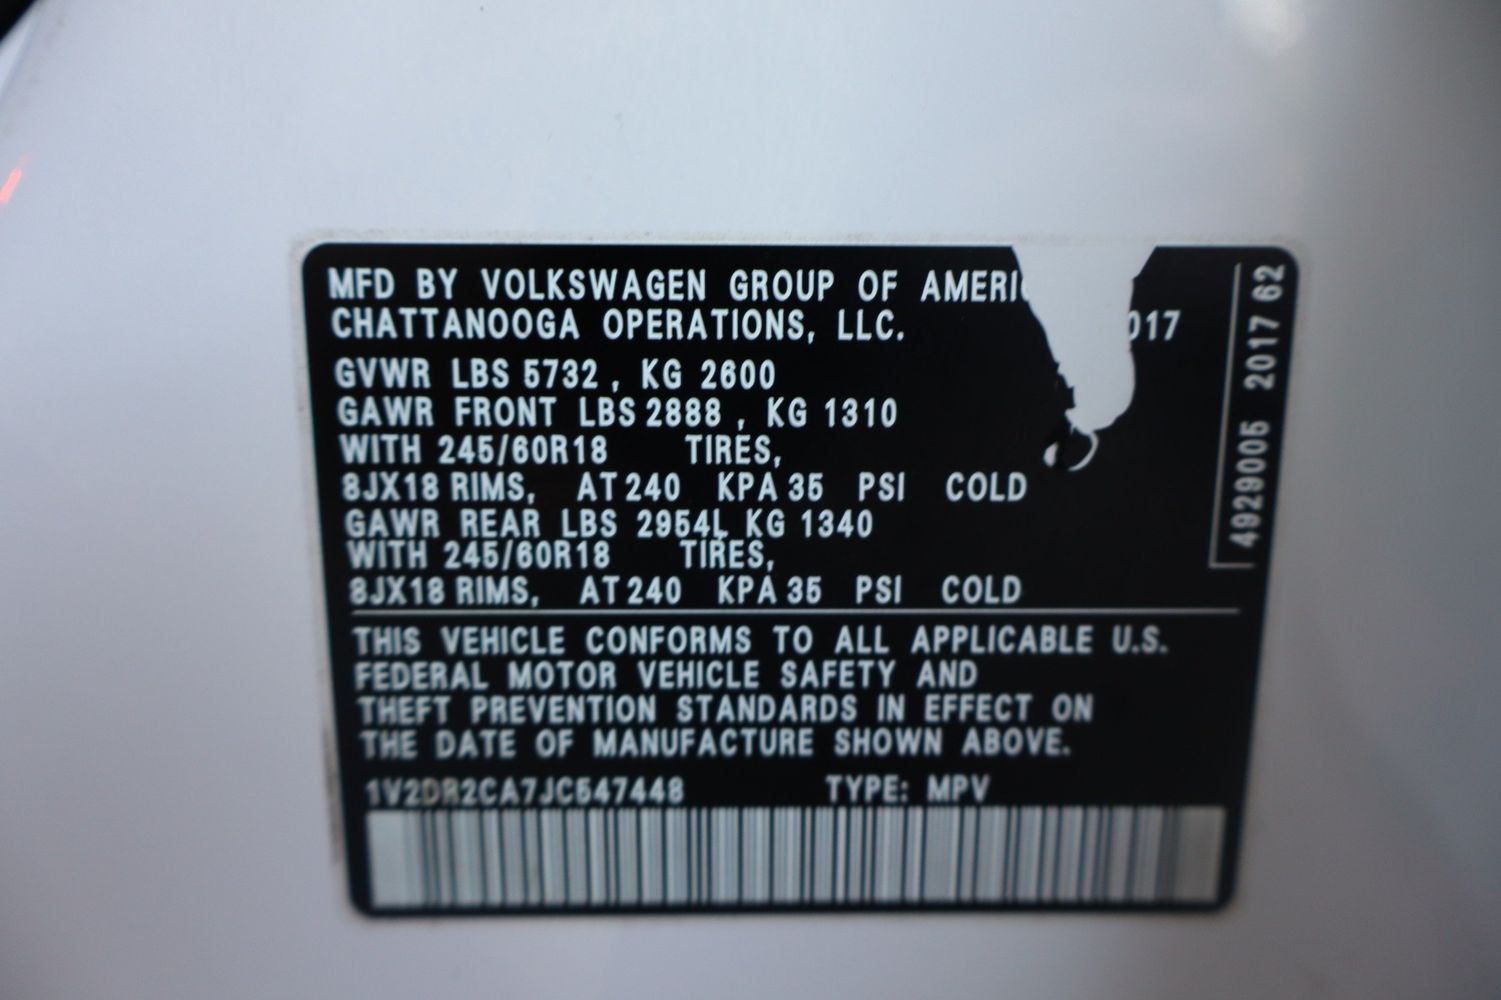 MFD BY VOLKSWAGEN GROUP OF AMERIC
CHATTANOOGA OPERATIONS, LLC. 017
GVWR LBS 5732 , KG 2600
GAWR FRONT LBS 2888 , KG 1310
WITH 245/60R18 TIRES,
8JX18 RIMS, AT 240 KPA 35 PSI COLD
GAWR REAR LBS 2954L KG 1340
WITH 245/60R18 TIRES,
8JX18 RIMS, AT 240 KPA 35 PSI COLD
THIS VEHICLE CONFORMS TO ALL APPLICABLE U.S.
FEDERAL MOTOR VEHICLE SAFETY AND
THEFT PREVENTION STANDARDS IN EFFECT ON
THE DATE OF MANUFACTURE SHOWN ABOVE.
1V2DR2CA7JC547448 TYPE: MPV
4929005 2017 62